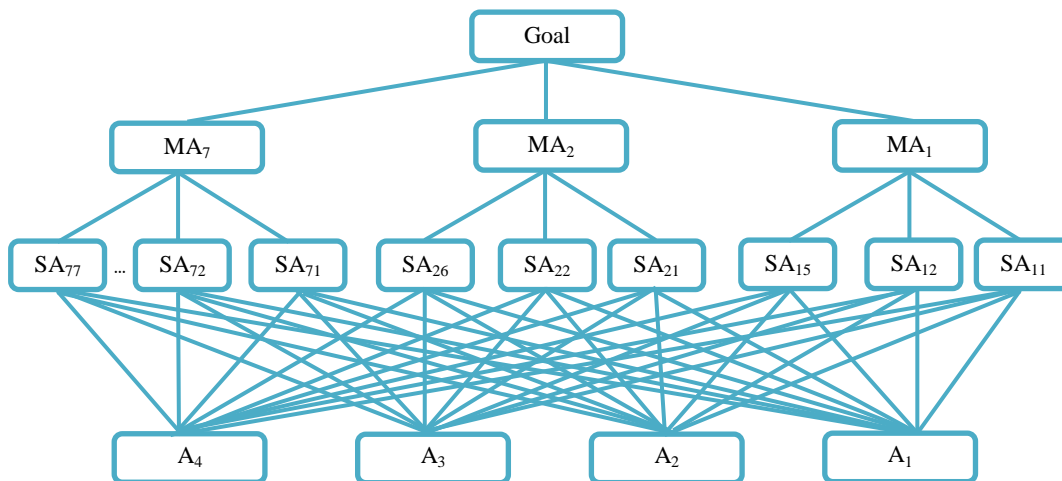 Goal
MA₇ MA₂ MA₁
SA₇₇ ... SA₇₂ SA₇₁ SA₂₆ SA₂₂ SA₂₁ SA₁₅ SA₁₂ SA₁₁
A₄ A₃ A₂ A₁